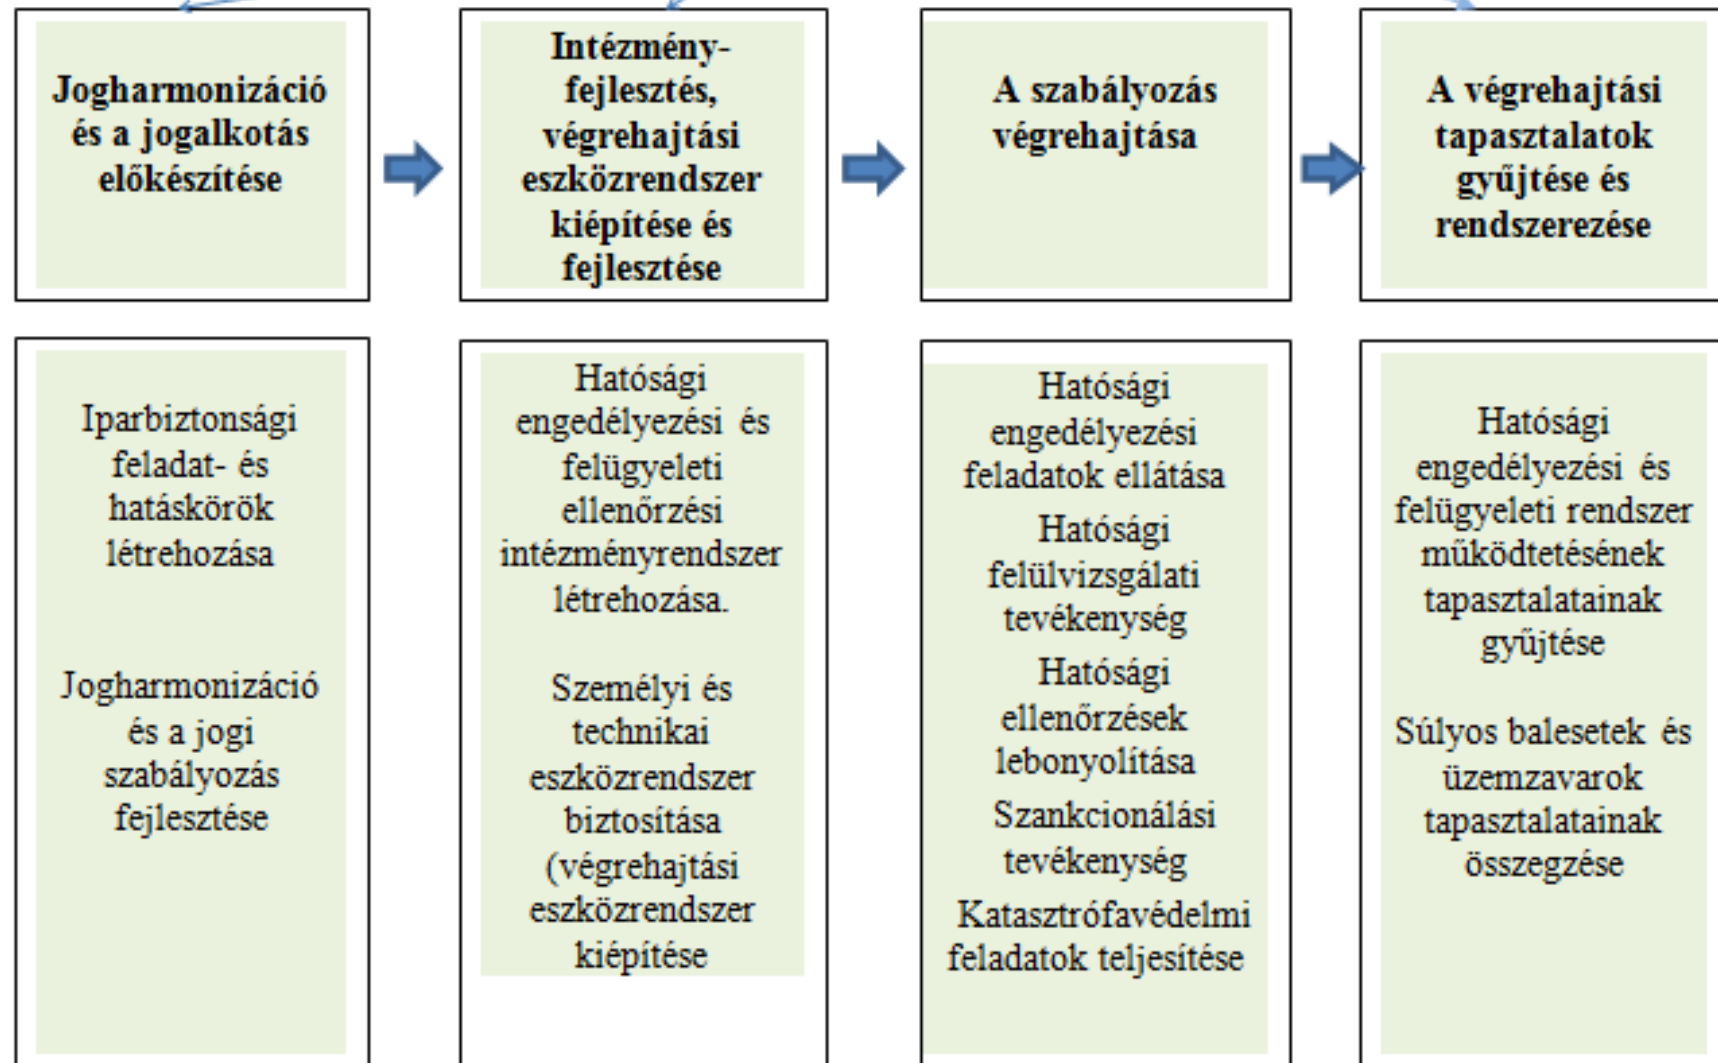 Jogharmonizáció
és a jogalkotás
előkészítése
Intézmény-
fejlesztés,
végrehajtási
eszközrendszer
kiépítése és
fejlesztése
A szabályozás
végrehajtása
A végrehajtási
tapasztalatok
gyűjtése és
rendszerezése
Iparbiztonsági
feladat- és
hatáskörök
létrehozása
Jogharmonizáció
és a jogi
szabályozás
fejlesztése
Hatósági
engedélyezési és
felügyeleti
ellenőrzési
intézményrendszer
létrehozása.
Személyi és
technikai
eszközrendszer
biztosítása
(végrehajtási
eszközrendszer
kiépítése
Hatósági
engedélyezési
feladatok ellátása
Hatósági
felülvizsgálati
tevékenység
Hatósági
ellenőrzések
lebonyolítása
Szankcionálási
tevékenység
Katasztrófavédelmi
feladatok teljesítése
Hatósági
engedélyezési és
felügyeleti rendszer
működtetésének
tapasztalatainak
gyűjtése
Súlyos balesetek és
üzemzavarok
tapasztalatainak
összegzése